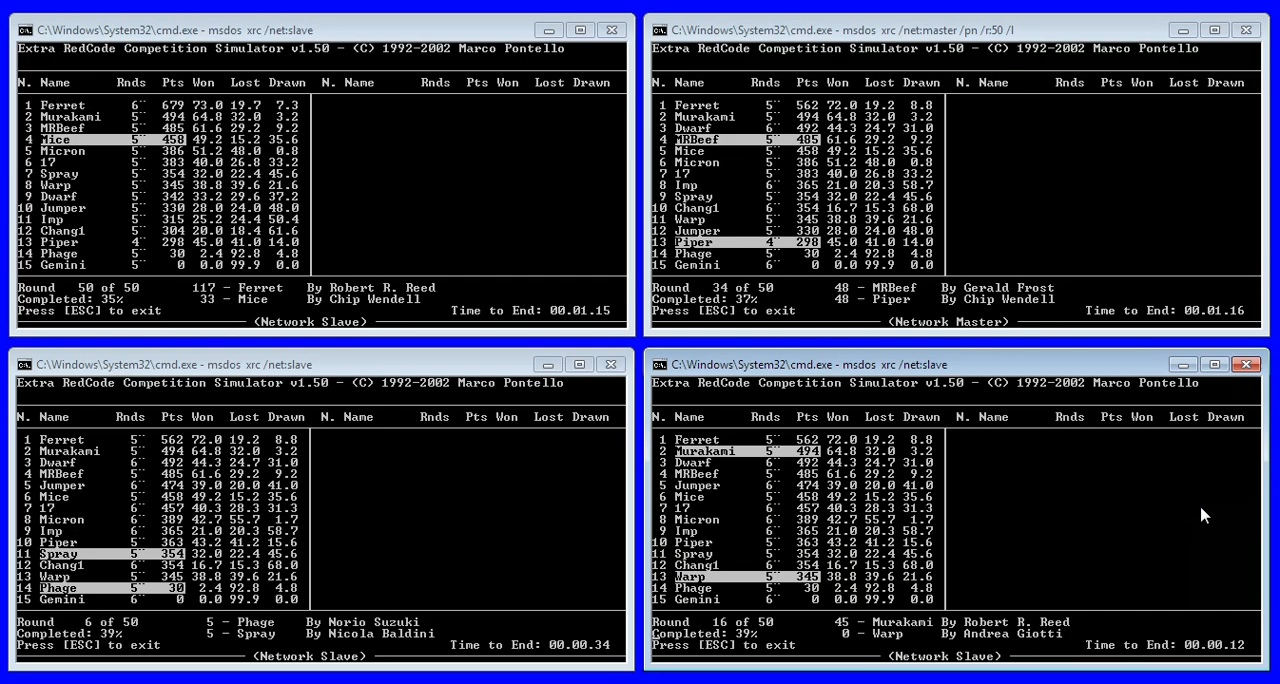 C:\Windows\System32\cmd.exe - msdos  xrc /net:slave
Extra RedCode Competition Simulator v1.50 - (C) 1992-2002 Marco Pontello
N. Name Rnds Pts Won Lost Drawn N. Name Rnds Pts Won Lost Drawn
1 Ferret 6¨ 679 73.0 19.7 7.3
2 Murakami 5¨ 494 64.8 32.0 3.2
3 MRBeef 5¨ 485 61.6 29.2 9.2
4 Mice 5¨ 458 49.2 15.2 35.6
5 Micron 5¨ 386 51.2 48.0 0.8
6 17 5¨ 383 40.0 26.8 33.2
7 Spray 5¨ 354 32.0 22.4 45.6
8 Warp 5¨ 345 38.8 39.6 21.6
9 Dwarf 5¨ 342 33.2 29.6 37.2
10 Jumper 5¨ 330 28.0 24.0 48.0
11 Imp 5¨ 315 25.2 24.4 50.4
12 Chang1 5¨ 304 20.0 18.4 61.6
13 Piper 4¨ 298 45.0 41.0 14.0
14 Phage 5¨ 30 2.4 92.8 4.8
15 Gemini 5¨ 0 0.0 99.9 0.0
Round 50 of 50 117 - Ferret By Robert R. Reed
Completed: 35% 33 - Mice By Chip Wendell
Press [ESC] to exit Time to End: 00.01.15
(Network Slave)
C:\Windows\System32\cmd.exe - msdos  xrc /net:master /pn /r:50 /l
Extra RedCode Competition Simulator v1.50 - (C) 1992-2002 Marco Pontello
N. Name Rnds Pts Won Lost Drawn N. Name Rnds Pts Won Lost Drawn
1 Ferret 5¨ 562 72.0 19.2 8.8
2 Murakami 5¨ 494 64.8 32.0 3.2
3 Dwarf 6¨ 492 44.3 24.7 31.0
4 MRBeef 5¨ 485 61.6 29.2 9.2
5 Mice 5¨ 458 49.2 15.2 35.6
6 Micron 5¨ 386 51.2 48.0 0.8
7 17 5¨ 383 40.0 26.8 33.2
8 Imp 6¨ 365 21.0 20.3 58.7
9 Spray 5¨ 354 32.0 22.4 45.6
10 Chang1 6¨ 354 16.7 15.3 68.0
11 Warp 5¨ 345 38.8 39.6 21.6
12 Jumper 5¨ 330 28.0 24.0 48.0
13 Piper 4¨ 298 45.0 41.0 14.0
14 Phage 5¨ 30 2.4 92.8 4.8
15 Gemini 6¨ 0 0.0 99.9 0.0
Round 34 of 50 48 - MRBeef By Gerald Frost
Completed: 37% 48 - Piper By Chip Wendell
Press [ESC] to exit Time to End: 00.01.16
(Network Master)
C:\Windows\System32\cmd.exe - msdos  xrc /net:slave
Extra RedCode Competition Simulator v1.50 - (C) 1992-2002 Marco Pontello
N. Name Rnds Pts Won Lost Drawn N. Name Rnds Pts Won Lost Drawn
1 Ferret 5¨ 562 72.0 19.2 8.8
2 Murakami 5¨ 494 64.8 32.0 3.2
3 Dwarf 6¨ 492 44.3 24.7 31.0
4 MRBeef 5¨ 485 61.6 29.2 9.2
5 Jumper 6¨ 474 39.0 20.0 41.0
6 Mice 5¨ 458 49.2 15.2 35.6
7 17 6¨ 457 40.3 28.3 31.3
8 Micron 6¨ 389 42.7 55.7 1.7
9 Imp 6¨ 365 21.0 20.3 58.7
10 Piper 5¨ 363 43.2 41.2 15.6
11 Spray 5¨ 354 32.0 22.4 45.6
12 Chang1 6¨ 354 16.7 15.3 68.0
13 Warp 5¨ 345 38.8 39.6 21.6
14 Phage 5¨ 30 2.4 92.8 4.8
15 Gemini 6¨ 0 0.0 99.9 0.0
Round 6 of 50 5 - Phage By Norio Suzuki
Completed: 39% 5 - Spray By Nicola Baldini
Press [ESC] to exit Time to End: 00.00.34
(Network Slave)
C:\Windows\System32\cmd.exe - msdos  xrc /net:slave
Extra RedCode Competition Simulator v1.50 - (C) 1992-2002 Marco Pontello
N. Name Rnds Pts Won Lost Drawn N. Name Rnds Pts Won Lost Drawn
1 Ferret 5¨ 562 72.0 19.2 8.8
2 Murakami 5¨ 494 64.8 32.0 3.2
3 Dwarf 6¨ 492 44.3 24.7 31.0
4 MRBeef 5¨ 485 61.6 29.2 9.2
5 Jumper 6¨ 474 39.0 20.0 41.0
6 Mice 5¨ 458 49.2 15.2 35.6
7 17 6¨ 457 40.3 28.3 31.3
8 Micron 6¨ 389 42.7 55.7 1.7
9 Imp 6¨ 365 21.0 20.3 58.7
10 Piper 5¨ 363 43.2 41.2 15.6
11 Spray 5¨ 354 32.0 22.4 45.6
12 Chang1 6¨ 354 16.7 15.3 68.0
13 Warp 5¨ 345 38.8 39.6 21.6
14 Phage 5¨ 30 2.4 92.8 4.8
15 Gemini 6¨ 0 0.0 99.9 0.0
Round 16 of 50 45 - Murakami By Robert R. Reed
Completed: 39% 0 - Warp By Andrea Giotti
Press [ESC] to exit Time to End: 00.00.12
(Network Slave)